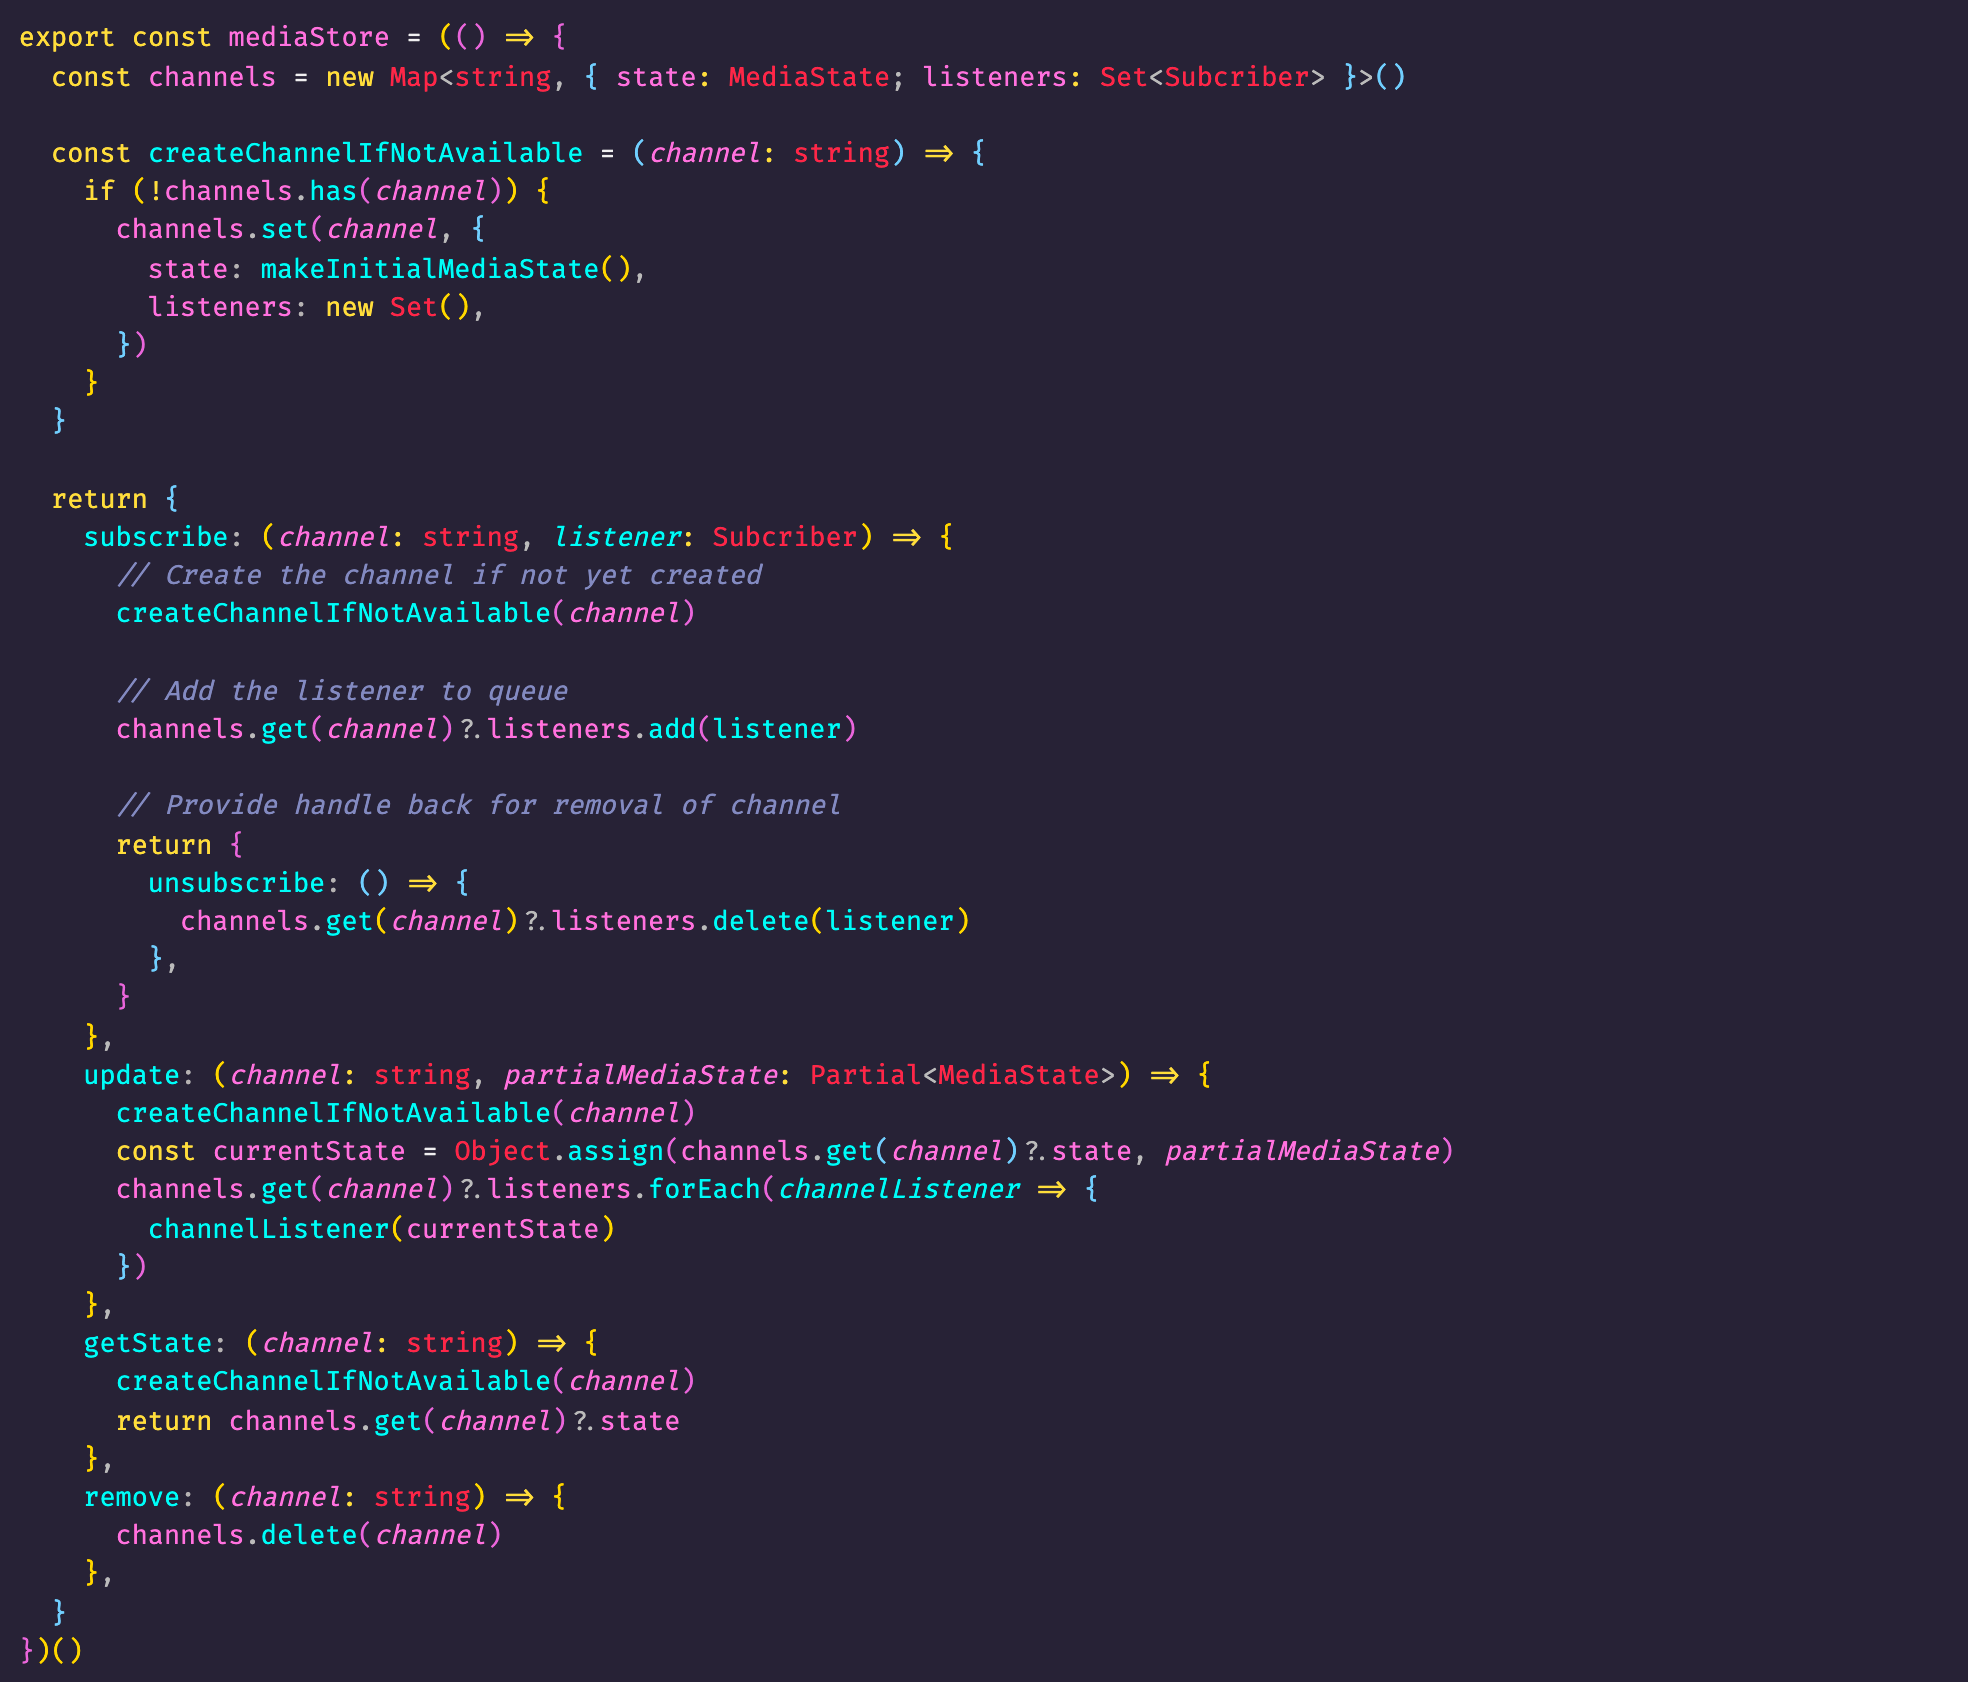 export const mediaStore = (() => {
  const channels = new Map<string, { state: MediaState; listeners: Set<Subcriber> }>()

  const createChannelIfNotAvailable = (channel: string) => {
    if (!channels.has(channel)) {
      channels.set(channel, {
        state: makeInitialMediaState(),
        listeners: new Set(),
      })
    }
  }

  return {
    subscribe: (channel: string, listener: Subcriber) => {
      // Create the channel if not yet created
      createChannelIfNotAvailable(channel)

      // Add the listener to queue
      channels.get(channel)?.listeners.add(listener)

      // Provide handle back for removal of channel
      return {
        unsubscribe: () => {
          channels.get(channel)?.listeners.delete(listener)
        },
      }
    },
    update: (channel: string, partialMediaState: Partial<MediaState>) => {
      createChannelIfNotAvailable(channel)
      const currentState = Object.assign(channels.get(channel)?.state, partialMediaState)
      channels.get(channel)?.listeners.forEach(channelListener => {
        channelListener(currentState)
      })
    },
    getState: (channel: string) => {
      createChannelIfNotAvailable(channel)
      return channels.get(channel)?.state
    },
    remove: (channel: string) => {
      channels.delete(channel)
    },
  }
})()